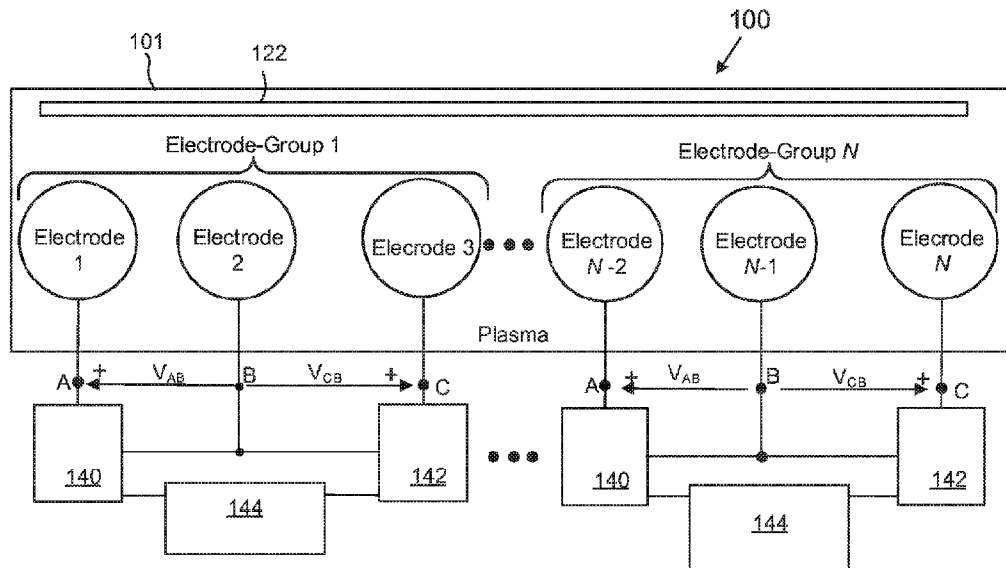 100
101
122
Electrode-Group 1
Electrode-Group N
Electrode
1
Electrode
2
Elecrode 3
Electrode
N-2
Electrode
N-1
Elecrode
N
Plasma
A
+
VAB
B
VCB
+
C
A
+
VAB
B
VCB
+
C
140
142
144
140
142
144